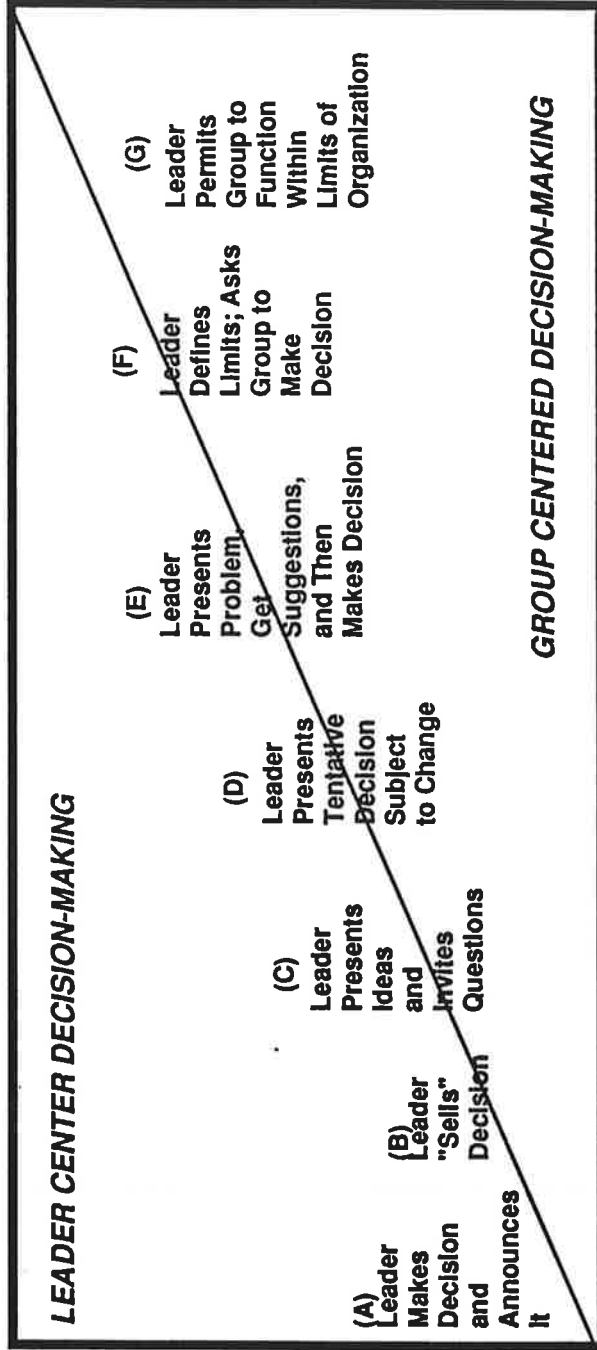 LEADER CENTER DECISION-MAKING
(A)
Leader
Makes
Decision
and
Announces
It
(B)
Leader
"Sells"
Decision
(C)
Leader
Presents
Ideas
and
Invites
Questions
(D)
Leader
Presents
Tentative
Decision
Subject
to Change
(E)
Leader
Presents
Problem,
Get
Suggestions,
and Then
Makes Decision
(F)
Leader
Defines
Limits; Asks
Group to
Make
Decision
(G)
Leader
Permits
Group to
Function
Within
Limits of
Organization
GROUP CENTERED DECISION-MAKING